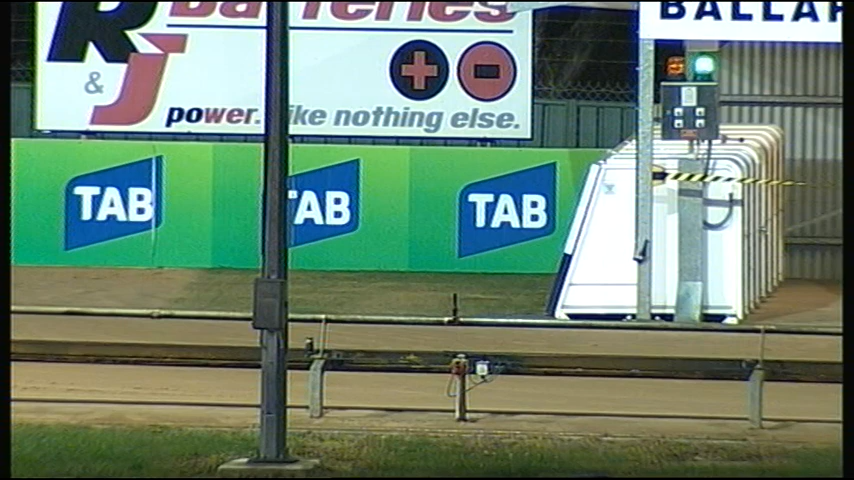 Batteries
R
& J
power. like nothing else.
BALLAR
TAB
TAB
TAB